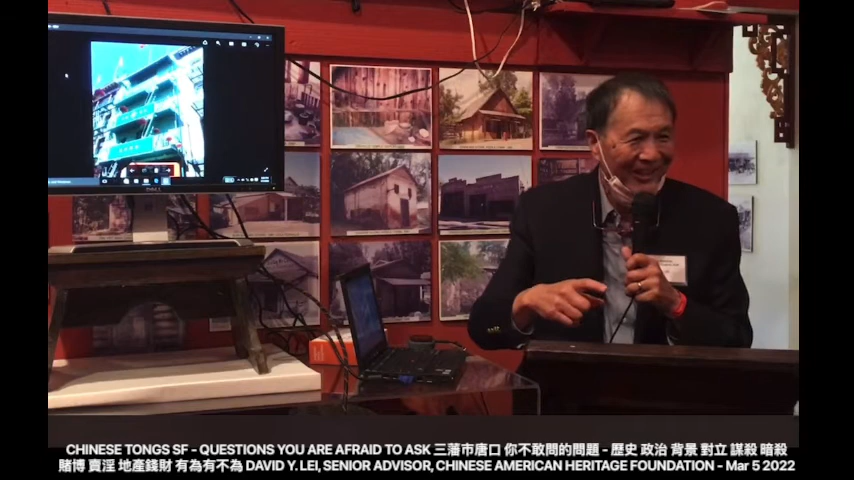 DELL
CHINESE TONGS SF - QUESTIONS YOU ARE AFRAID TO ASK 三藩市唐口 你不敢問的問題 - 歷史 政治 背景 對立 謀殺 暗殺
賭博 賣淫 地產錢財 有為有不為 DAVID Y. LEI, SENIOR ADVISOR, CHINESE AMERICAN HERITAGE FOUNDATION - Mar 5 2022